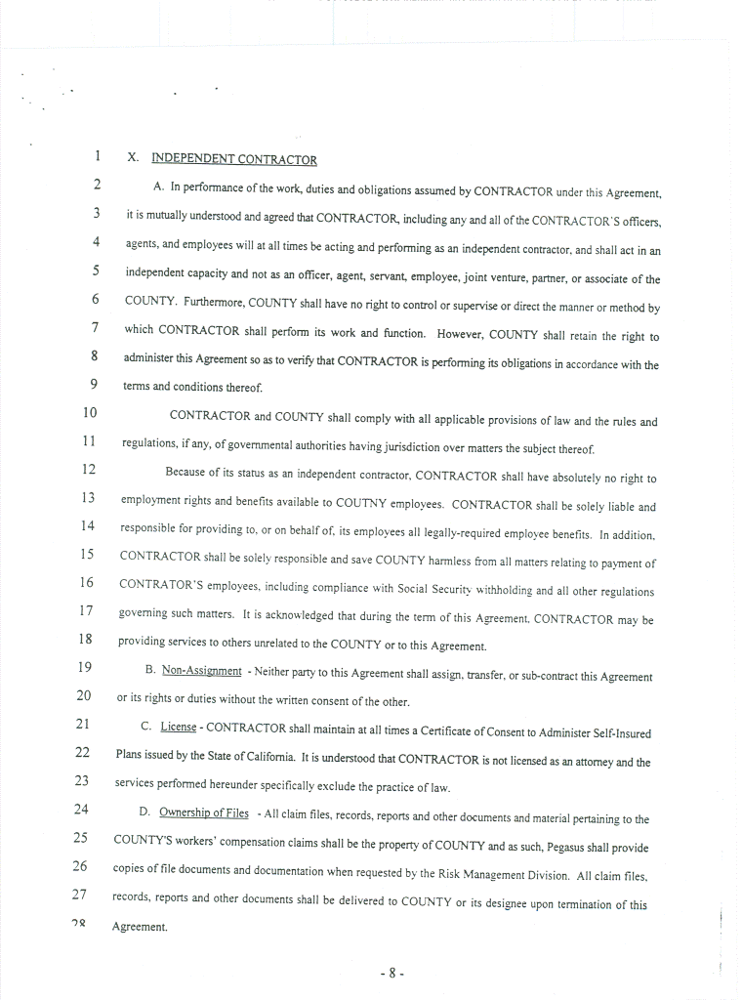 1 X. INDEPENDENT CONTRACTOR
2 A. In performance of the work, duties and obligations assumed by CONTRACTOR under this Agreement,
3 it is mutually understood and agreed that CONTRACTOR, including any and all of the CONTRACTOR'S officers,
4 agents, and employees will at all times be acting and performing as an independent contractor, and shall act in an
5 independent capacity and not as an officer, agent, servant, employee, joint venture, partner, or associate of the
6 COUNTY. Furthermore, COUNTY shall have no right to control or supervise or direct the manner or method by
7 which CONTRACTOR shall perform its work and function. However, COUNTY shall retain the right to
8 administer this Agreement so as to verify that CONTRACTOR is performing its obligations in accordance with the
9 terms and conditions thereof.
10 CONTRACTOR and COUNTY shall comply with all applicable provisions of law and the rules and
11 regulations, if any, of governmental authorities having jurisdiction over matters the subject thereof.
12 Because of its status as an independent contractor, CONTRACTOR shall have absolutely no right to
13 employment rights and benefits available to COUTNY employees. CONTRACTOR shall be solely liable and
14 responsible for providing to, or on behalf of, its employees all legally-required employee benefits. In addition,
15 CONTRACTOR shall be solely responsible and save COUNTY harmless from all matters relating to payment of
16 CONTRATOR'S employees, including compliance with Social Security withholding and all other regulations
17 governing such matters. It is acknowledged that during the term of this Agreement, CONTRACTOR may be
18 providing services to others unrelated to the COUNTY or to this Agreement.
19 B. Non-Assignment - Neither party to this Agreement shall assign, transfer, or sub-contract this Agreement
20 or its rights or duties without the written consent of the other.
21 C. License - CONTRACTOR shall maintain at all times a Certificate of Consent to Administer Self-Insured
22 Plans issued by the State of California. It is understood that CONTRACTOR is not licensed as an attorney and the
23 services performed hereunder specifically exclude the practice of law.
24 D. Ownership of Files - All claim files, records, reports and other documents and material pertaining to the
25 COUNTY'S workers' compensation claims shall be the property of COUNTY and as such, Pegasus shall provide
26 copies of file documents and documentation when requested by the Risk Management Division. All claim files,
27 records, reports and other documents shall be delivered to COUNTY or its designee upon termination of this
28 Agreement.
- 8 -